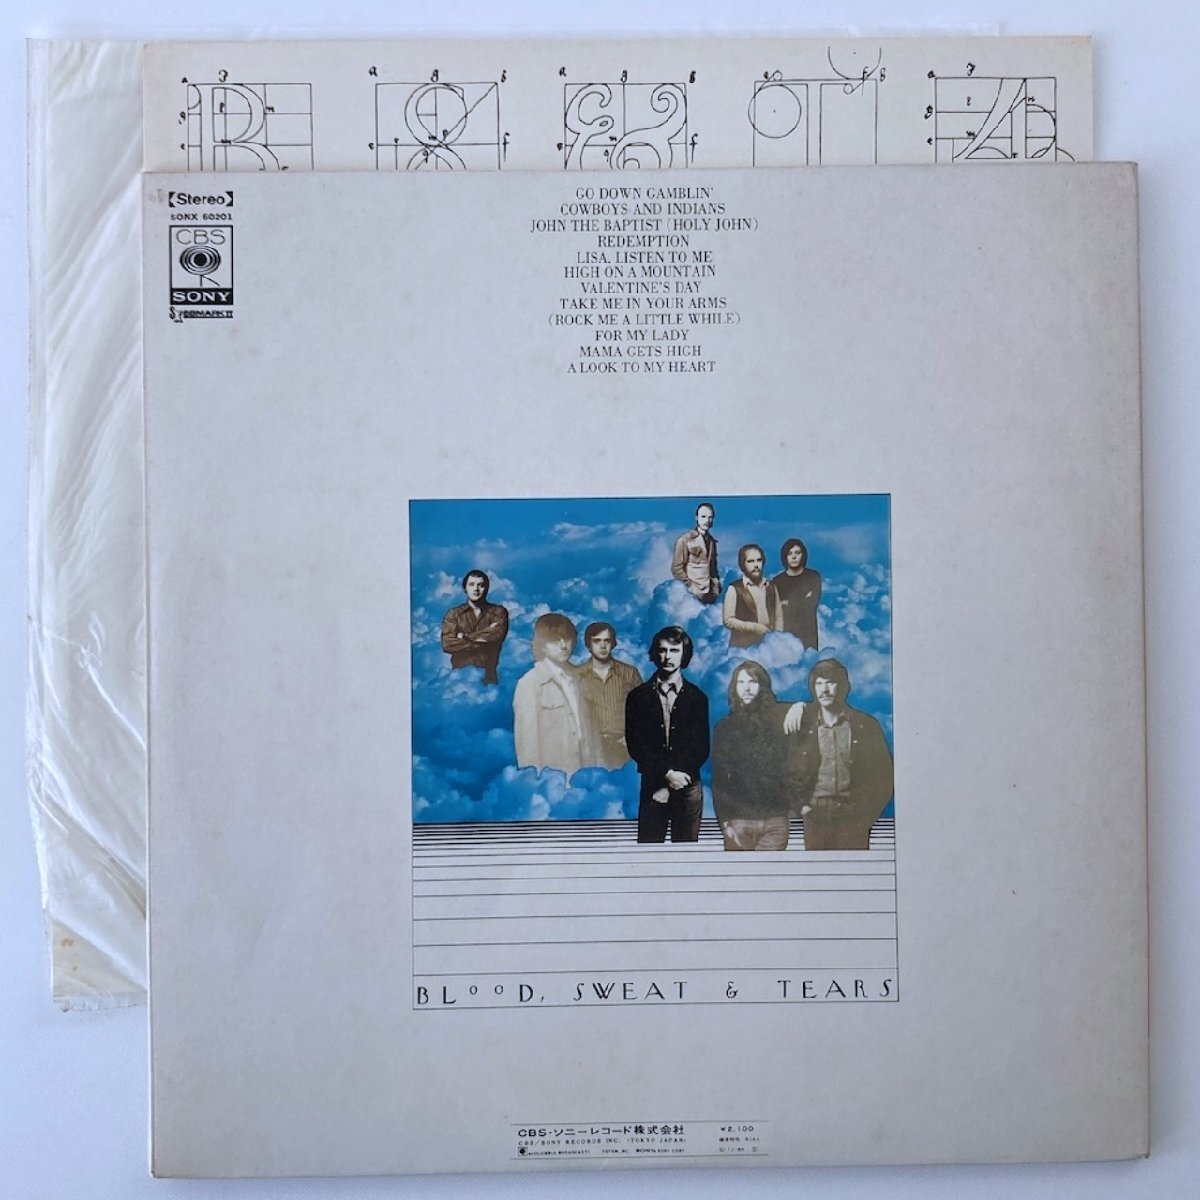 B S & T 4
【Stereo】
SONX 60201
CBS
SONY
GO DOWN GAMBLIN'
COWBOYS AND INDIANS
JOHN THE BAPTIST (HOLY JOHN)
REDEMPTION
LISA, LISTEN TO ME
HIGH ON A MOUNTAIN
VALENTINE'S DAY
TAKE ME IN YOUR ARMS
(ROCK ME A LITTLE WHILE)
FOR MY LADY
MAMA GETS HIGH
A LOOK TO MY HEART
BLOOD, SWEAT & TEARS
CBS・ソニーレコード株式会社
CBS/SONY RECORDS INC. (TOKYO JAPAN)
¥2,100